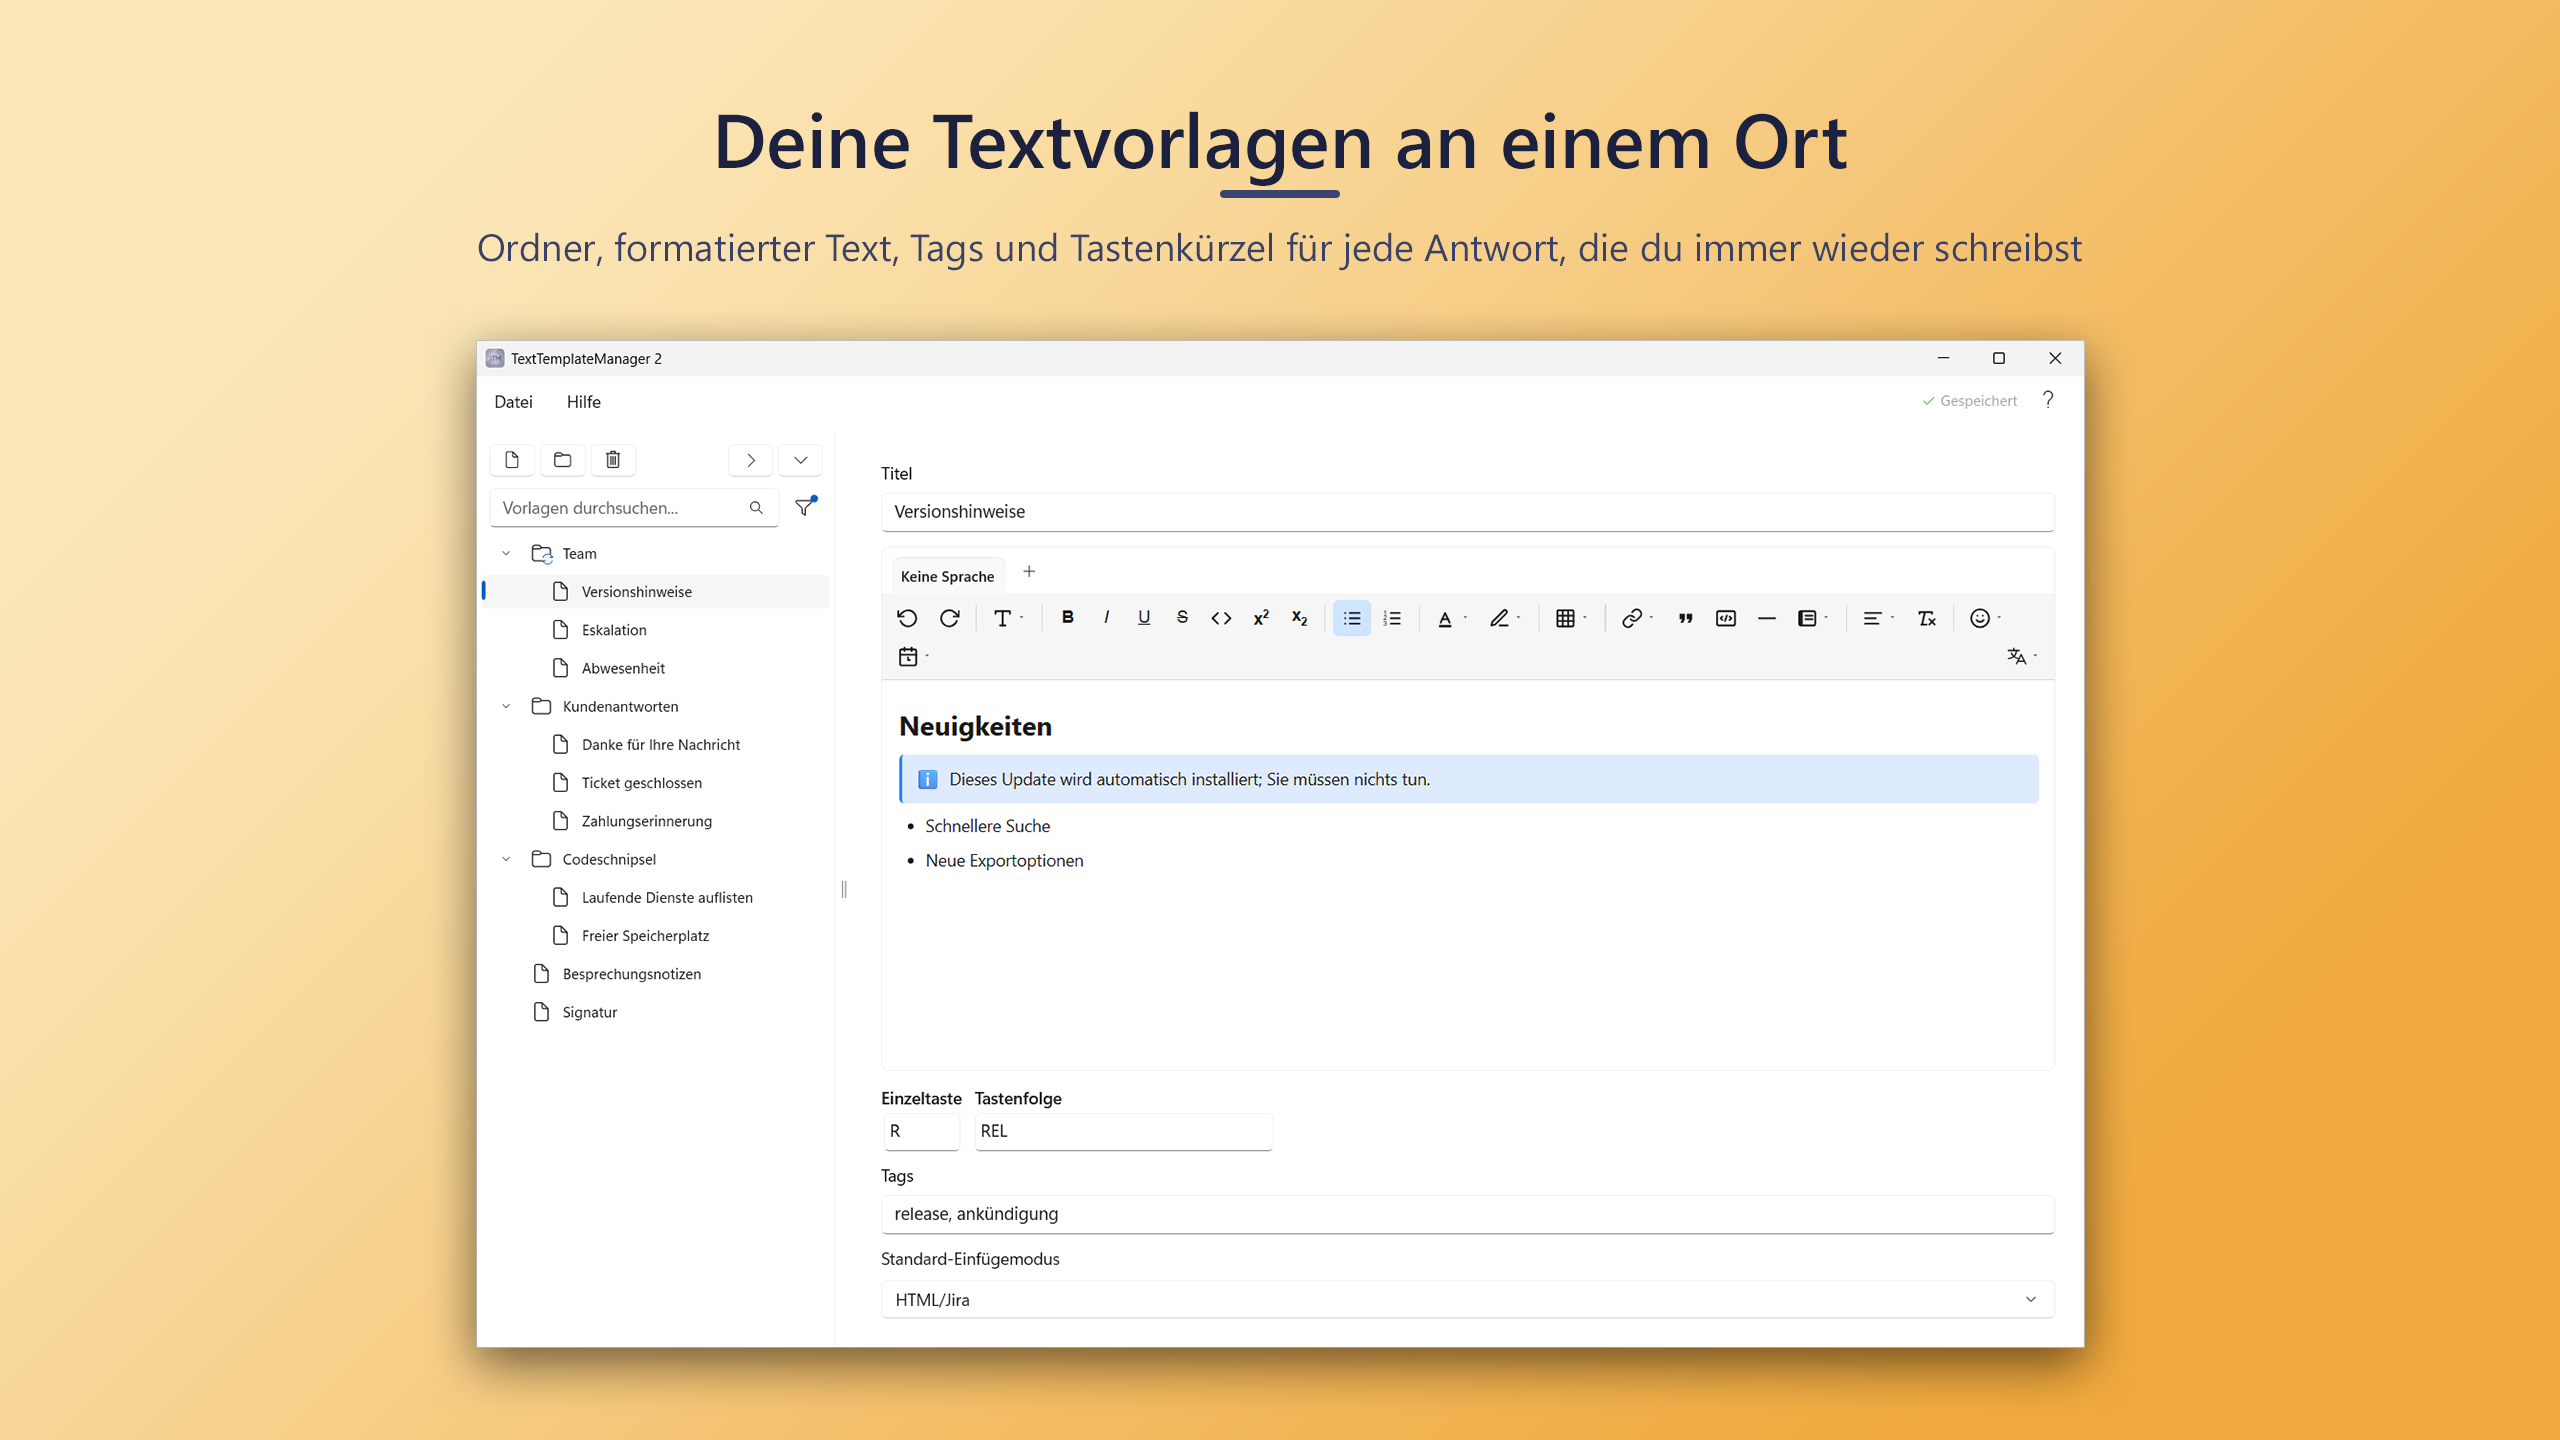 Deine Textvorlagen an einem Ort
Ordner, formatierter Text, Tags und Tastenkürzel für jede Antwort, die du immer wieder schreibst
TextTemplateManager 2
Datei Hilfe
Gespeichert ?
Vorlagen durchsuchen...
Team
Versionshinweise
Eskalation
Abwesenheit
Kundenantworten
Danke für Ihre Nachricht
Ticket geschlossen
Zahlungserinnerung
Codeschnipsel
Laufende Dienste auflisten
Freier Speicherplatz
Besprechungsnotizen
Signatur
Titel
Versionshinweise
Keine Sprache
Neuigkeiten
Dieses Update wird automatisch installiert; Sie müssen nichts tun.
• Schnellere Suche
• Neue Exportoptionen
Einzeltaste Tastenfolge
R REL
Tags
release, ankündigung
Standard-Einfügemodus
HTML/Jira